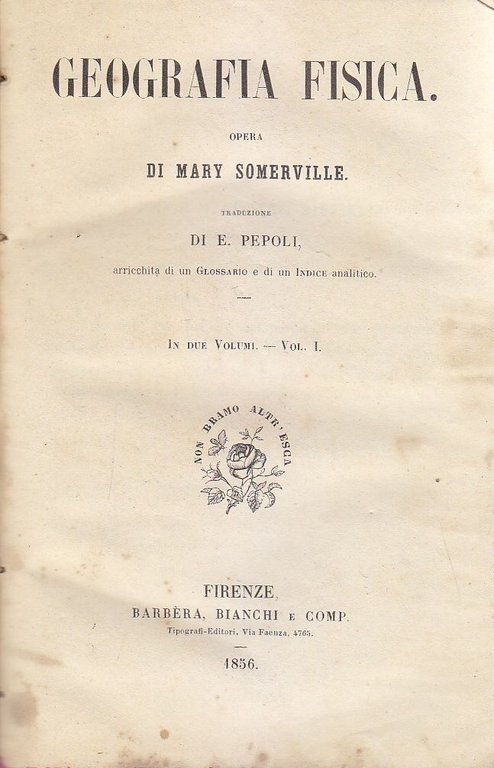 GEOGRAFIA FISICA.
OPERA
DI MARY SOMERVILLE.
TRADUZIONE
DI E. PEPOLI,
arricchita di un GLOSSARIO e di un INDICE analitico.
IN DUE VOLUMI. — VOL. I.
NON BRAMO ALTR'ESCA
FIRENZE,
BARBÈRA, BIANCHI E COMP.
Tipografi-Editori, Via Faenza, 4765.
1856.